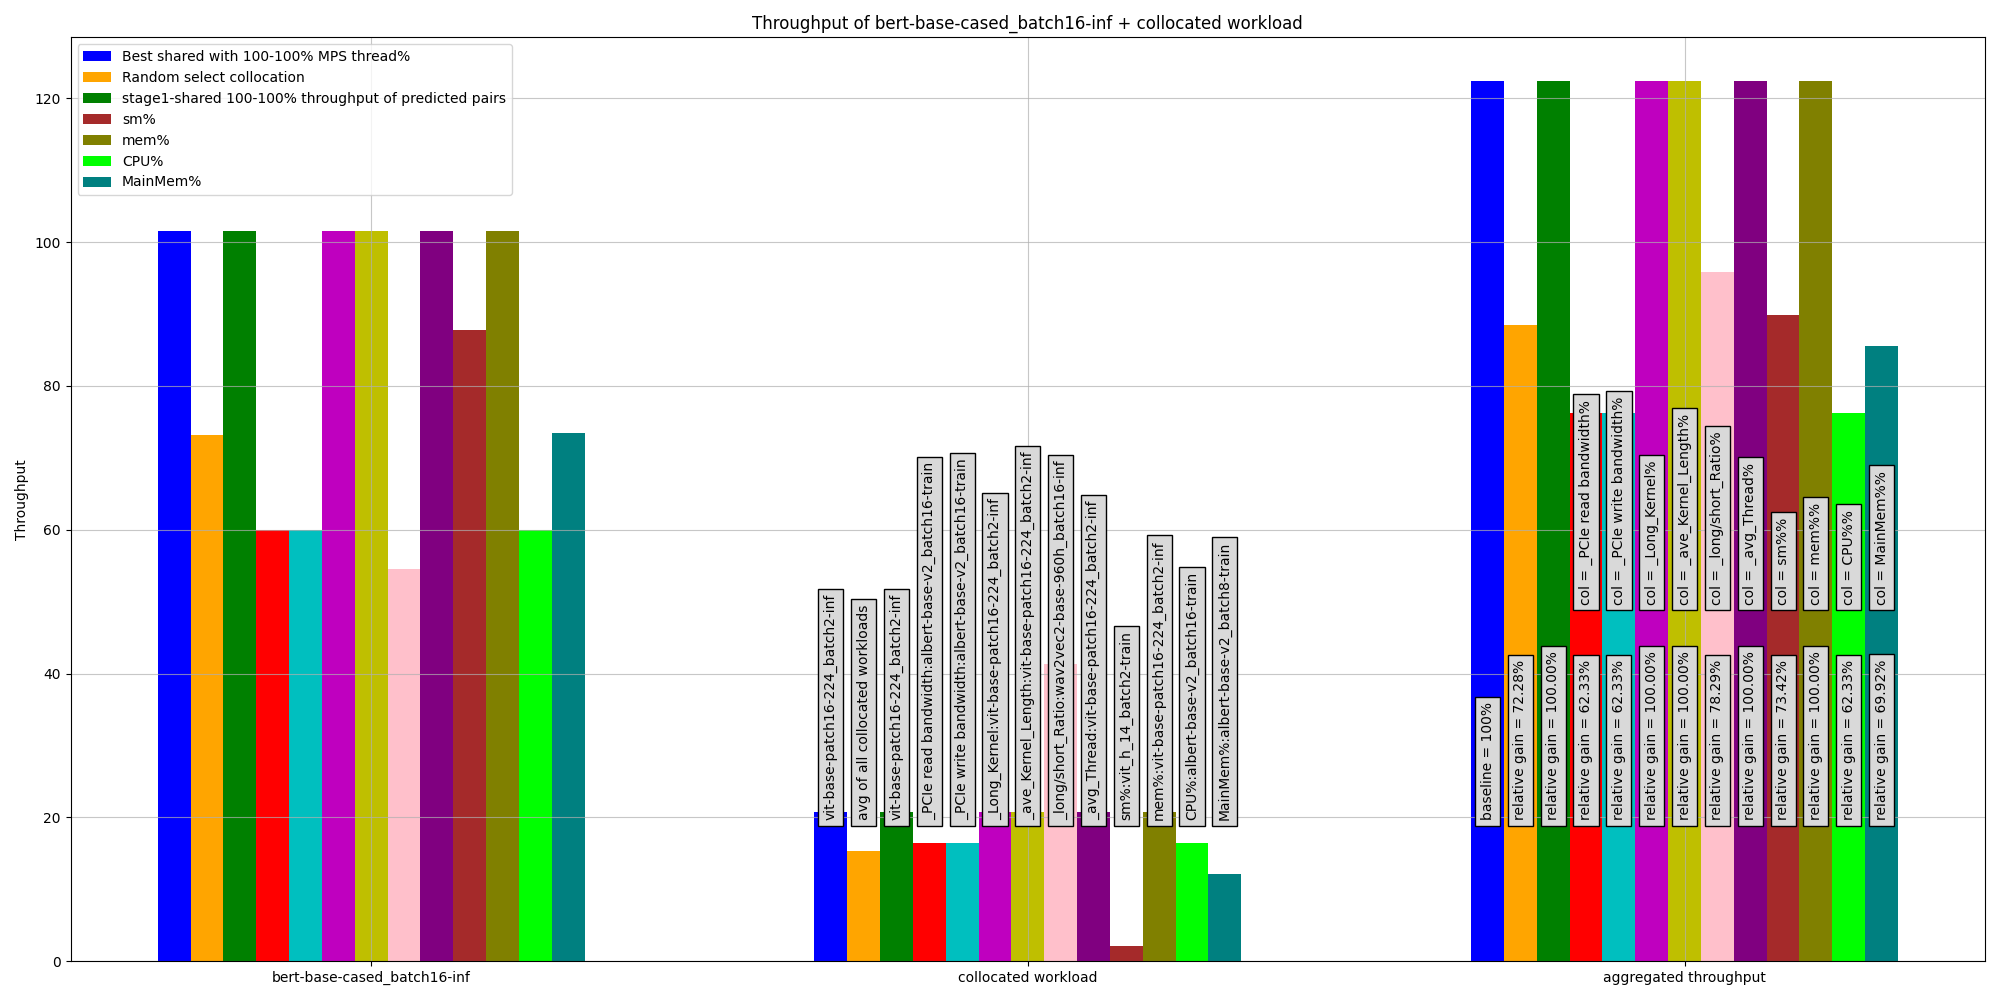 Throughput of bert-base-cased_batch16-inf + collocated workload
Best shared with 100-100% MPS thread%
Random select collocation
stage1-shared 100-100% throughput of predicted pairs
sm%
mem%
CPU%
MainMem%
Throughput
120
100
80
60
40
20
0
vit-base-patch16-224_batch2-inf
avg of all collocated workloads
vit-base-patch16-224_batch2-inf
_PCIe read bandwidth:albert-base-v2_batch16-train
_PCIe write bandwidth:albert-base-v2_batch16-train
_Long_Kernel:vit-base-patch16-224_batch2-inf
_ave_Kernel_Length:vit-base-patch16-224_batch2-inf
_long/short_Ratio:wav2vec2-base-960h_batch16-inf
_avg_Thread:vit-base-patch16-224_batch2-inf
sm%:vit_h_14_batch2-train
mem%:vit-base-patch16-224_batch2-inf
CPU%:albert-base-v2_batch16-train
MainMem%:albert-base-v2_batch8-train
col = _PCIe read bandwidth%
col = _PCIe write bandwidth%
col = _Long_Kernel%
col = _ave_Kernel_Length%
col = _long/short_Ratio%
col = _avg_Thread%
col = sm%%
col = mem%%
col = CPU%%
col = MainMem%%
baseline = 100%
relative gain = 72.28%
relative gain = 100.00%
relative gain = 62.33%
relative gain = 62.33%
relative gain = 100.00%
relative gain = 100.00%
relative gain = 78.29%
relative gain = 100.00%
relative gain = 73.42%
relative gain = 100.00%
relative gain = 62.33%
relative gain = 69.92%
bert-base-cased_batch16-inf
collocated workload
aggregated throughput